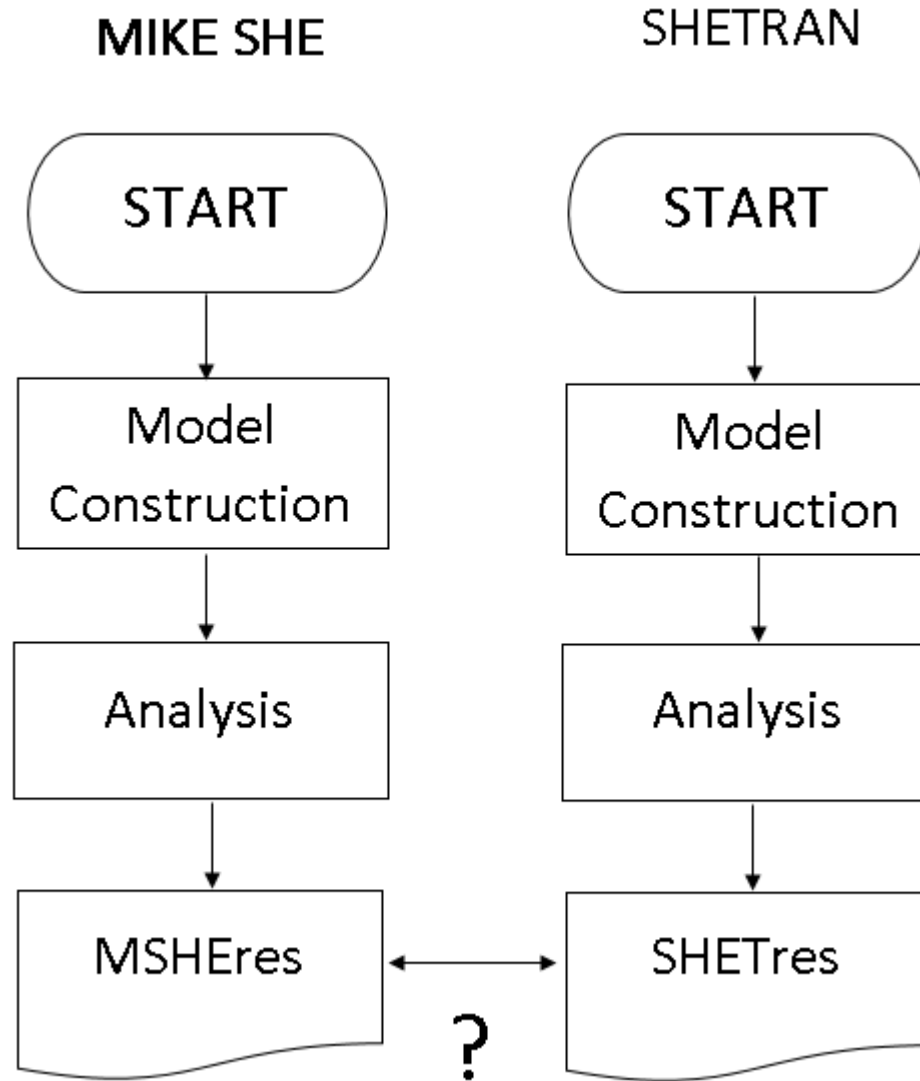 MIKE SHE
START
Model
Construction
Analysis
MSHEres
SHETRAN
START
Model
Construction
Analysis
SHETres
?